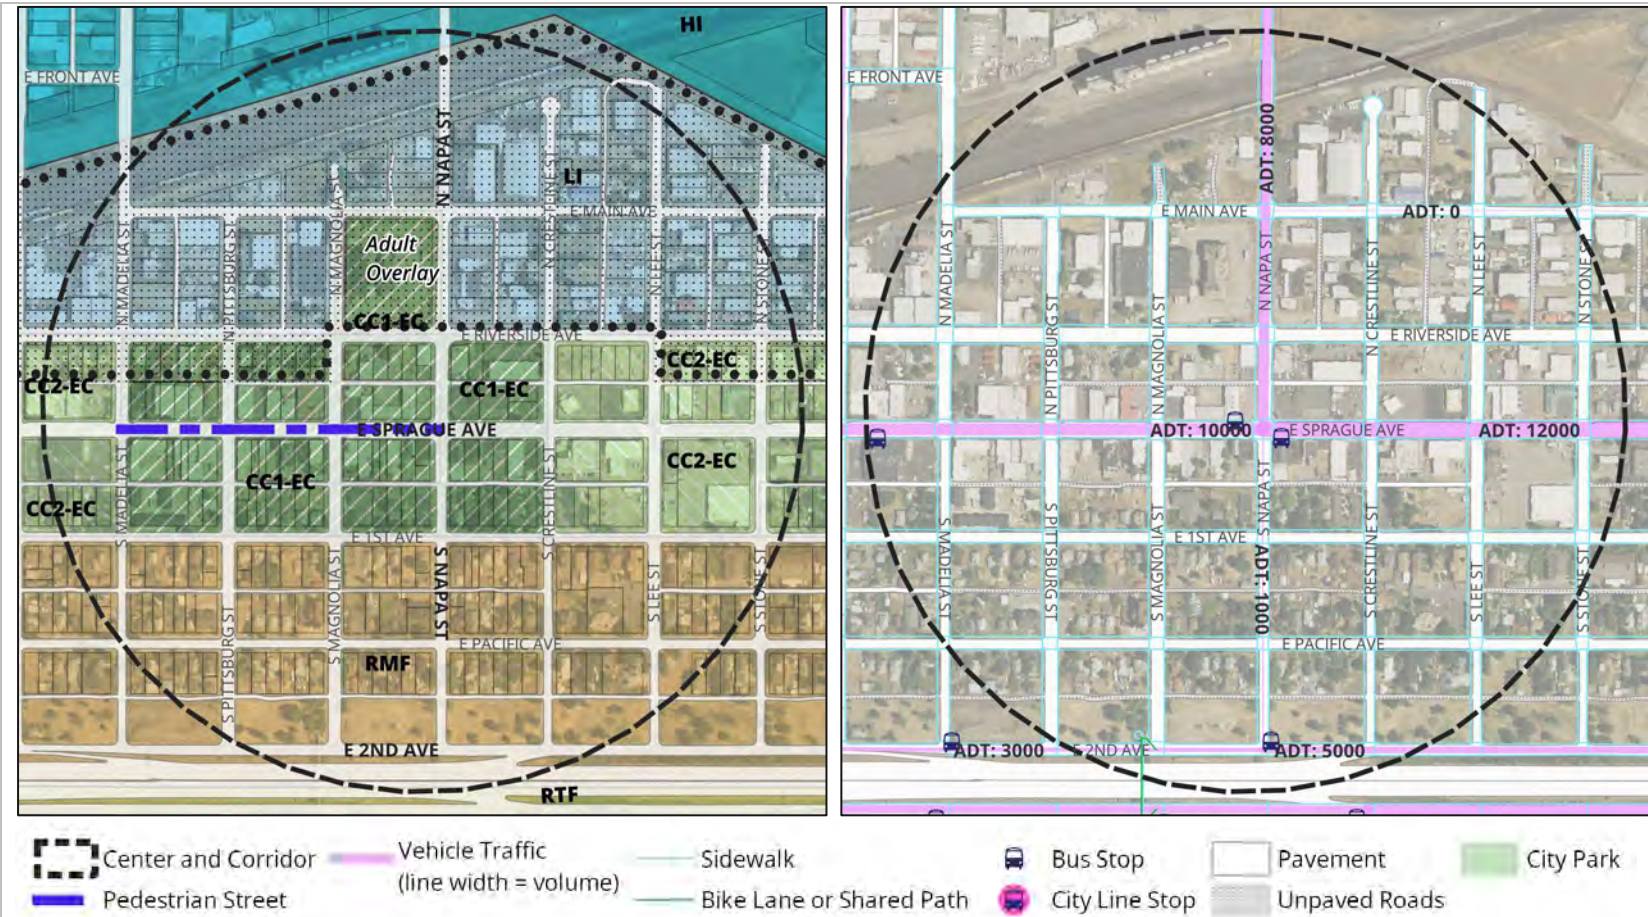 HI
E FRONT AVE
N NAPA ST
LI
N CRESTLINE ST
E MAIN AVE
N MADELIA ST
N PITTSBURG ST
N MAGNOLIA ST
Adult
Overlay
N LEE ST
N STONE ST
CC1-EC
E RIVERSIDE AVE
CC2-EC
CC2-EC
CC1-EC
E SPRAGUE AVE
CC2-EC
CC1-EC
CC2-EC
S MADELIA ST
S CRESTLINE ST
E 1ST AVE
S NAPA ST
S MAGNOLIA ST
S LEE ST
S STONE ST
E PACIFIC AVE
S PITTSBURG ST
RMF
E 2ND AVE
RTF
E FRONT AVE
ADT: 8000
E MAIN AVE
ADT: 0
N MADELIA ST
N NAPA ST
N CRESTLINE ST
N LEE ST
N STONE ST
N PITTSBURG ST
N MAGNOLIA ST
E RIVERSIDE AVE
ADT: 10000
E SPRAGUE AVE
ADT: 12000
S NAPA ST
S MADELIA ST
S PITTSBURG ST
S MAGNOLIA ST
S CRESTLINE ST
E 1ST AVE
ADT: 1000
S LEE ST
S STONE ST
E PACIFIC AVE
ADT: 3000
E 2ND AVE
ADT: 5000
Center and Corridor
Pedestrian Street
Vehicle Traffic
(line width = volume)
Sidewalk
Bike Lane or Shared Path
Bus Stop
City Line Stop
Pavement
Unpaved Roads
City Park